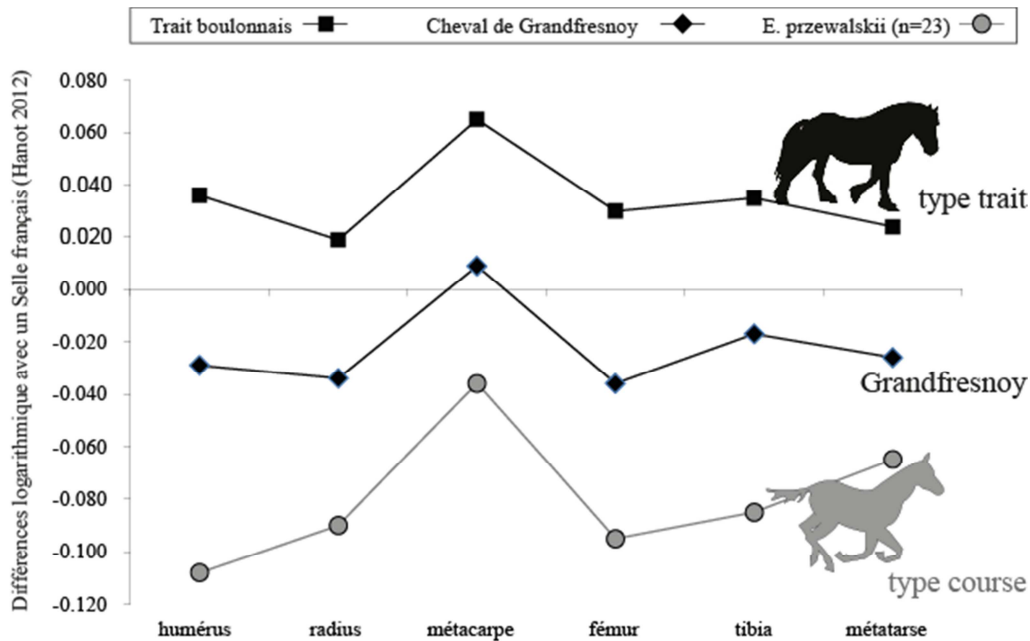 Trait boulonnais Cheval de Grandfresnoy E. przewalskii (n=23)
Différences logarithmique avec un Selle français (Hanot 2012)
0.080
0.060
0.040
0.020
0.000
-0.020
-0.040
-0.060
-0.080
-0.100
-0.120
type trait
Grandfresnoy
type course
humérus radius métacarpe fémur tibia métatarse